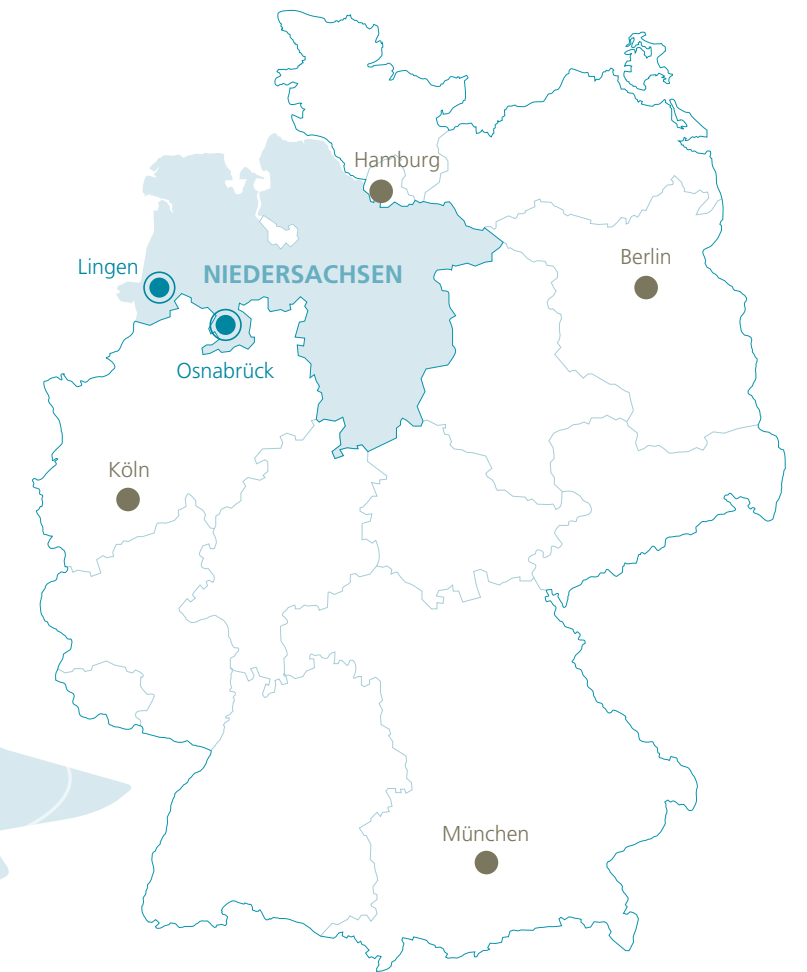 Hamburg
Berlin
Lingen
NIEDERSACHSEN
Osnabrück
Köln
München